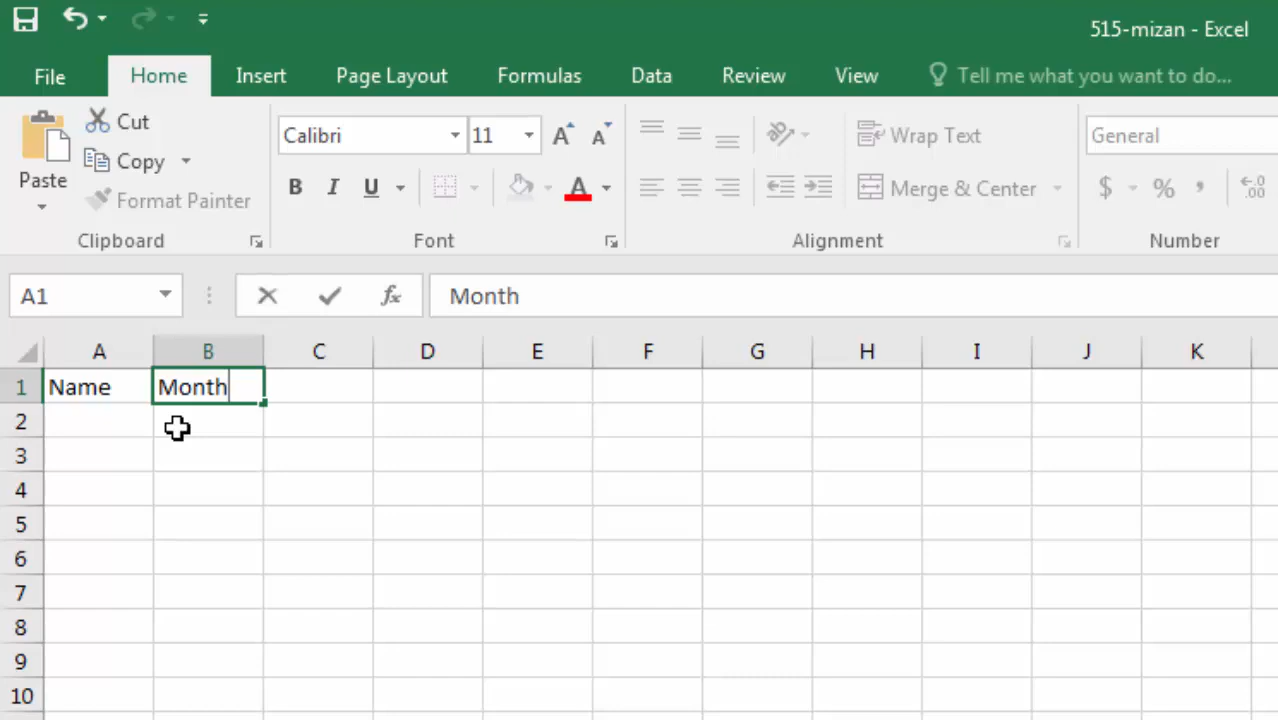 515-mizan - Excel
File Home Insert Page Layout Formulas Data Review View Tell me what you want to do...
Cut
Copy
Format Painter
Paste
Clipboard
Calibri 11 A A
B I U A
Font
Wrap Text
Merge & Center
Alignment
General
$ % , ←.0 .00
Number
A1 fx Month
A B C D E F G H I J K
1 Name Month
2
3
4
5
6
7
8
9
10